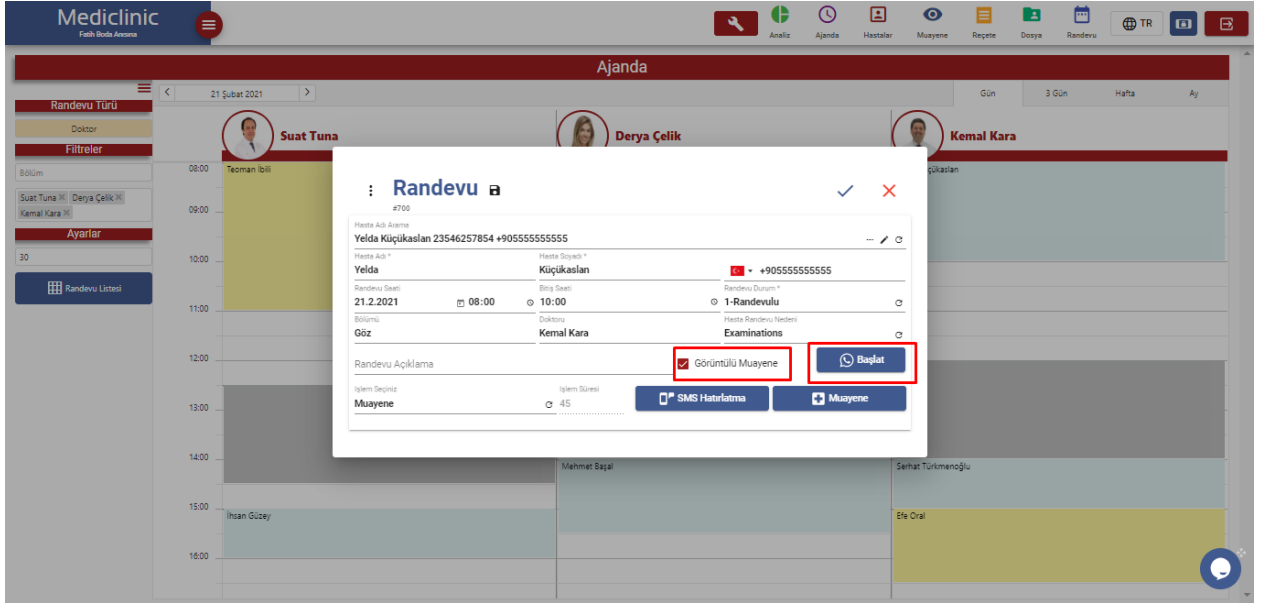 Mediclinic
Fatih Boda Anısına
Analiz
Ajanda
Hastalar
Muayene
Reçete
Dosya
Randevu
TR
Ajanda
21 Şubat 2021
Gün
3 Gün
Hafta
Ay
Randevu Türü
Doktor
Filtreler
Bölüm
Suat Tuna × Derya Çelik ×
Kemal Kara ×
Ayarlar
30
Randevu Listesi
Suat Tuna
Derya Çelik
Kemal Kara
08:00
09:00
10:00
11:00
12:00
13:00
14:00
15:00
16:00
Teoman İbili
Randevu
#700
Hasta Adı Arama
Yelda Küçükaslan 23546257854 +905555555555
Hasta Adı * Hasta Soyadı *
Yelda Küçükaslan +905555555555
Randevu Saati Bitiş Saati Randevu Durum *
21.2.2021 08:00 10:00 1-Randevulu
Bölümü Doktoru Hasta Randevu Nedeni
Göz Kemal Kara Examinations
Randevu Açıklama Görüntülü Muayene Başlat
İşlem Seçiniz İşlem Süresi
Muayene 45 SMS Hatırlatma Muayene
Mehmet Başal
Serhat Türkmenoğlu
İhsan Güzey
Efe Oral